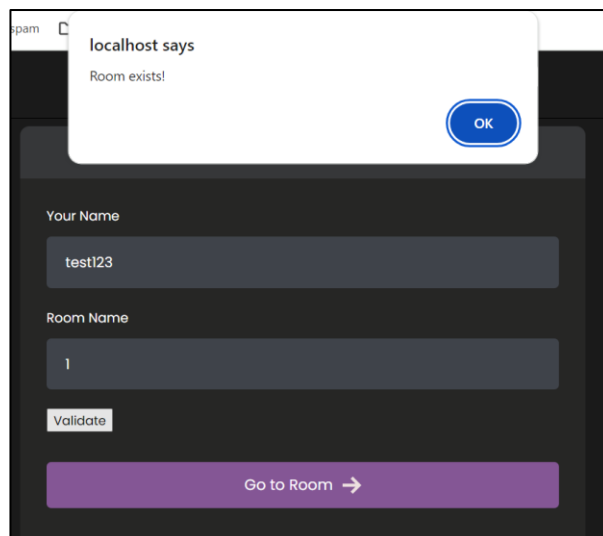 spam
localhost says
Room exists!
OK
Your Name
test123
Room Name
1
Validate
Go to Room →